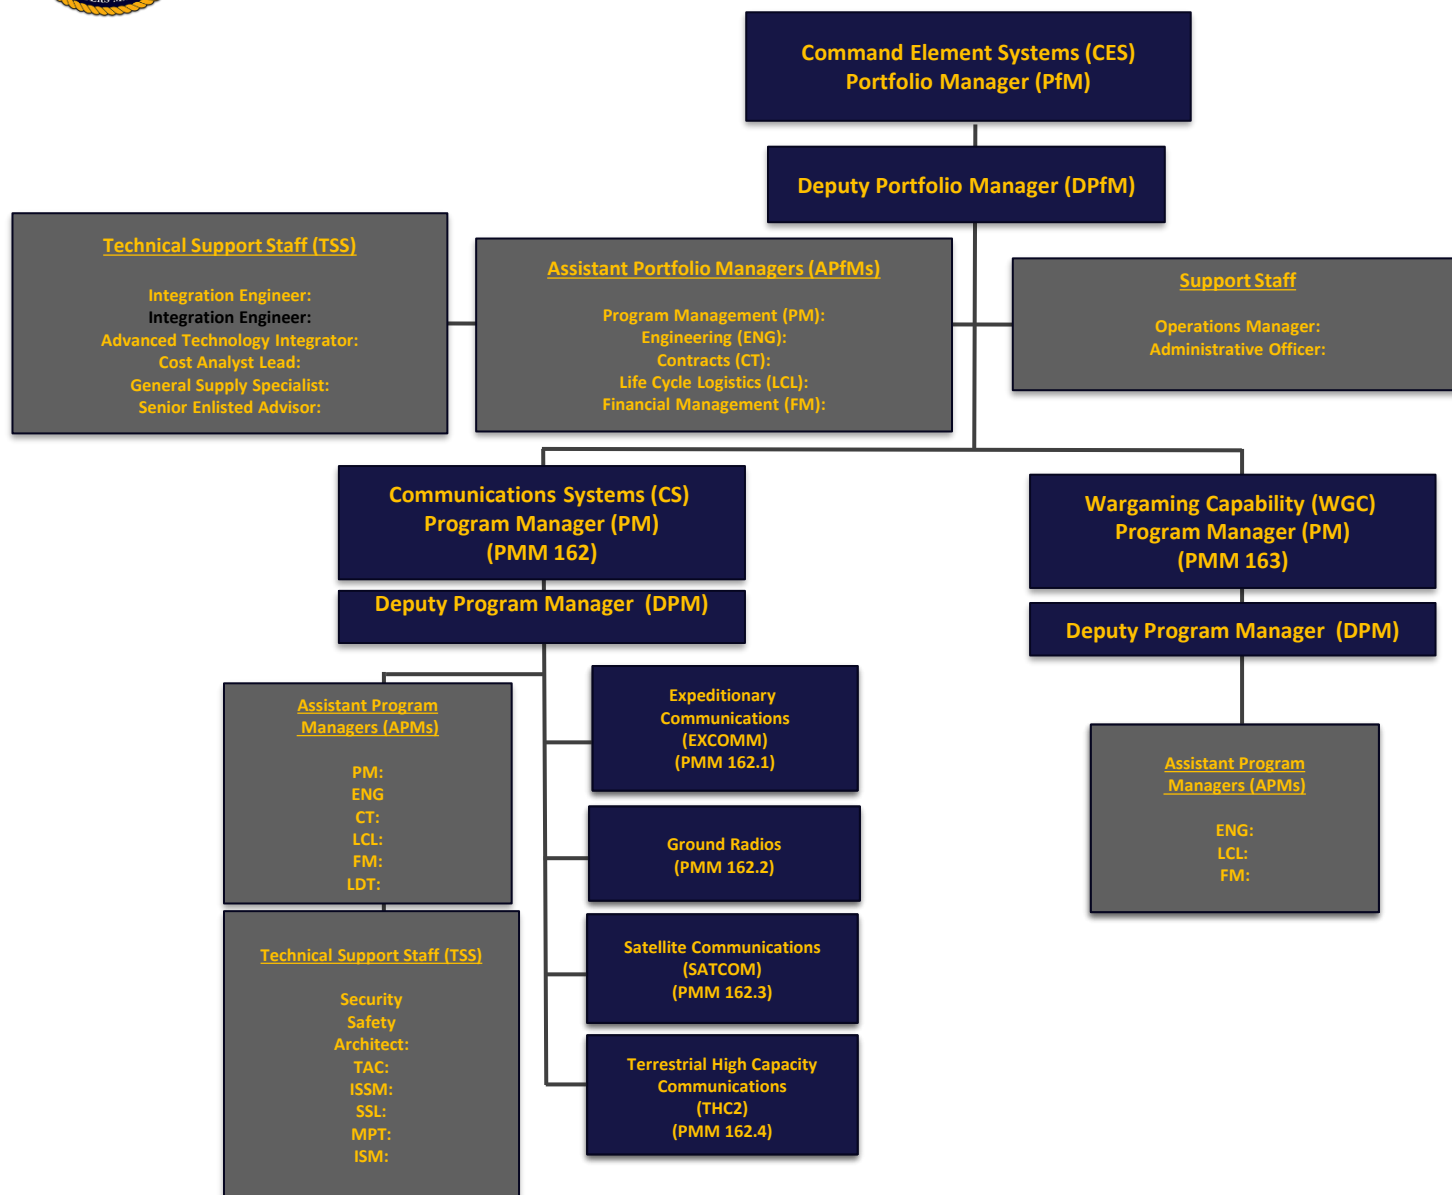 Command Element Systems (CES)
Portfolio Manager (PfM)
Deputy Portfolio Manager (DPfM)
Technical Support Staff (TSS)
Integration Engineer:
Integration Engineer:
Advanced Technology Integrator:
Cost Analyst Lead:
General Supply Specialist:
Senior Enlisted Advisor:
Assistant Portfolio Managers (APfMs)
Program Management (PM):
Engineering (ENG):
Contracts (CT):
Life Cycle Logistics (LCL):
Financial Management (FM):
Support Staff
Operations Manager:
Administrative Officer:
Communications Systems (CS)
Program Manager (PM)
(PMM 162)
Deputy Program Manager (DPM)
Wargaming Capability (WGC)
Program Manager (PM)
(PMM 163)
Deputy Program Manager (DPM)
Assistant Program
Managers (APMs)
PM:
ENG
CT:
LCL:
FM:
LDT:
Technical Support Staff (TSS)
Security
Safety
Architect:
TAC:
ISSM:
SSL:
MPT:
ISM:
Expeditionary
Communications
(EXCOMM)
(PMM 162.1)
Ground Radios
(PMM 162.2)
Satellite Communications
(SATCOM)
(PMM 162.3)
Terrestrial High Capacity
Communications
(THC2)
(PMM 162.4)
Assistant Program
Managers (APMs)
ENG:
LCL:
FM: